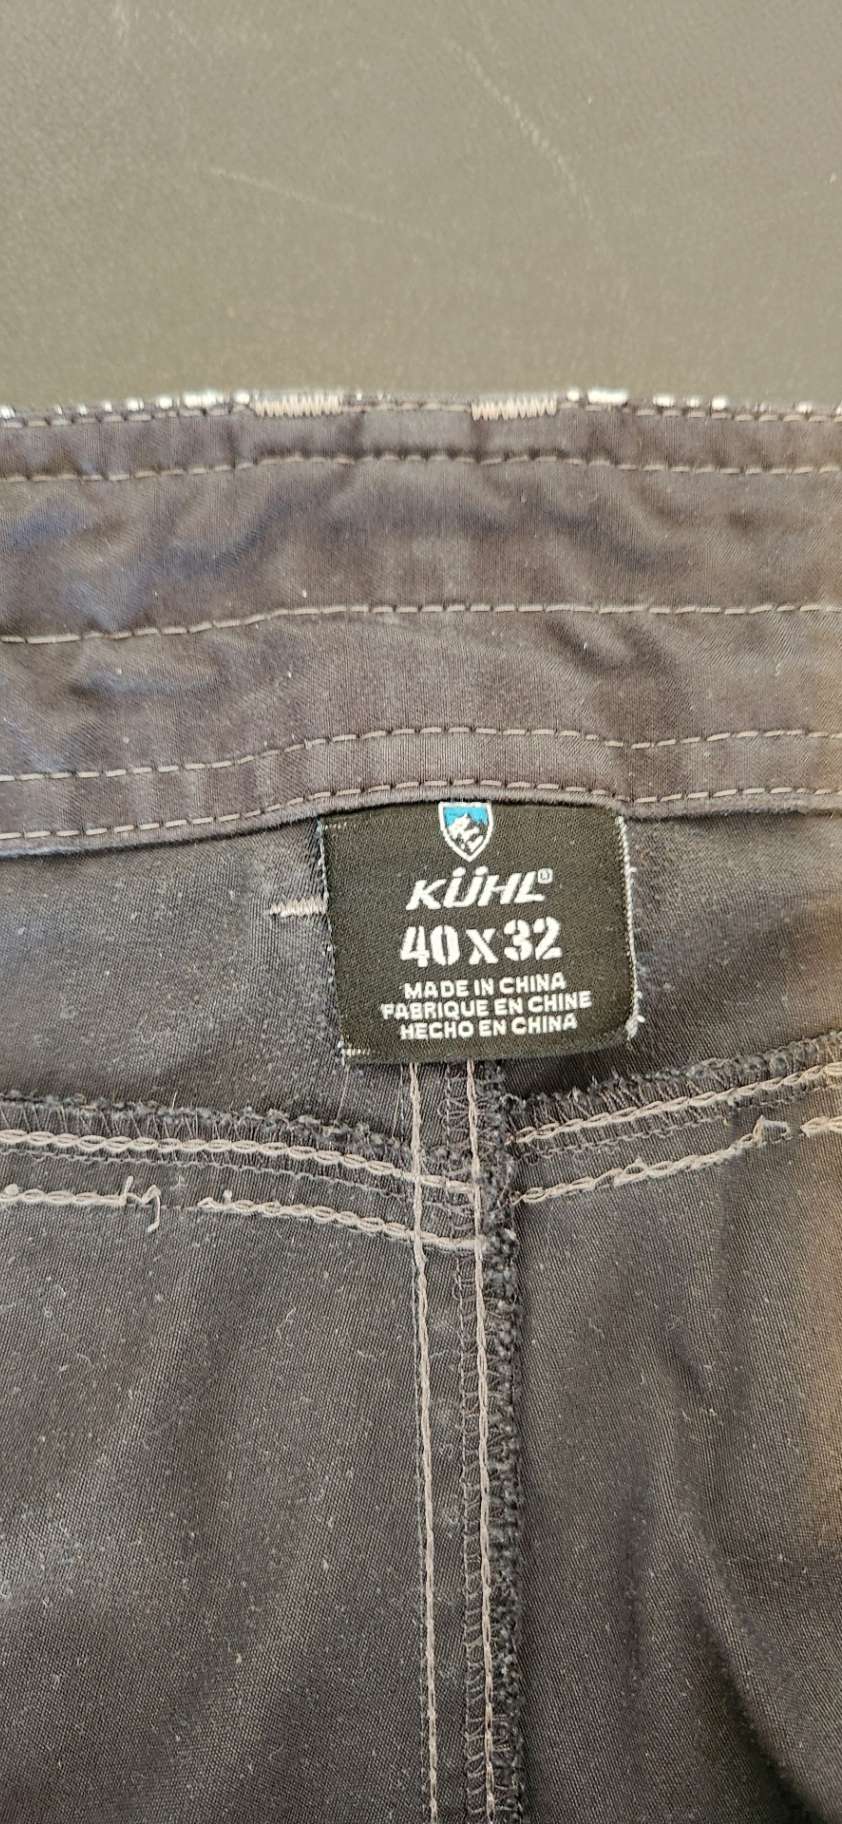 KÜHL®
40 X 32
MADE IN CHINA
FABRIQUE EN CHINE
HECHO EN CHINA